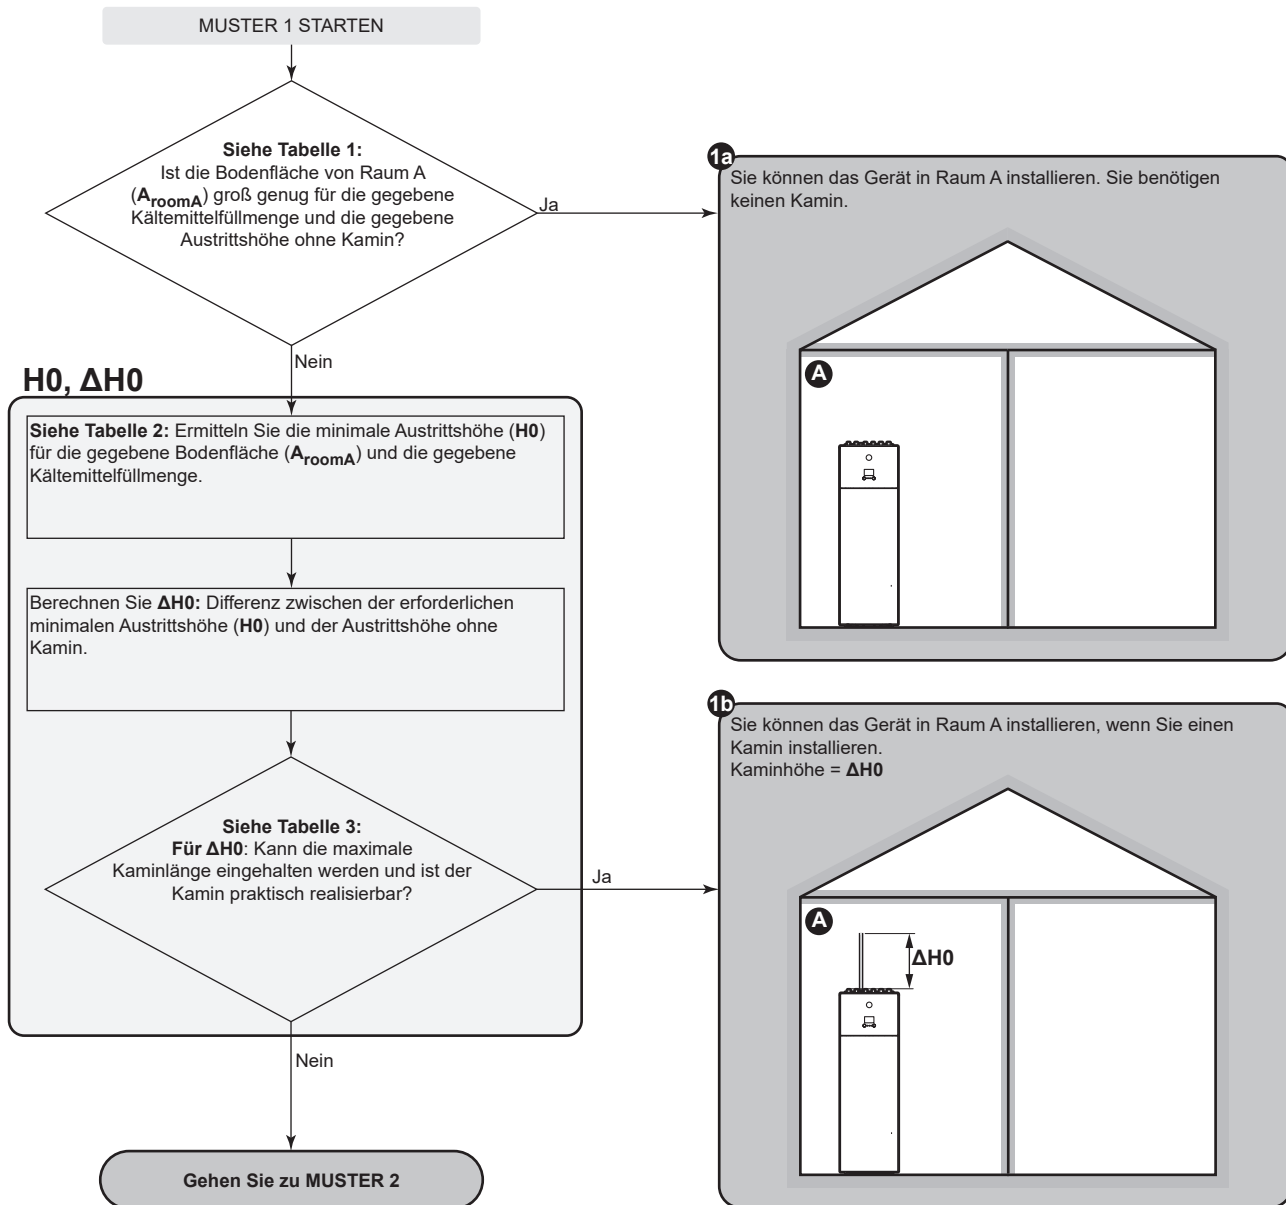 MUSTER 1 STARTEN
Siehe Tabelle 1:
Ist die Bodenfläche von Raum A
(AroomA) groß genug für die gegebene
Kältemittelfüllmenge und die gegebene
Austrittshöhe ohne Kamin?
Ja
Nein
1a
Sie können das Gerät in Raum A installieren. Sie benötigen
keinen Kamin.
A
H0, ΔH0
Siehe Tabelle 2: Ermitteln Sie die minimale Austrittshöhe (H0)
für die gegebene Bodenfläche (AroomA) und die gegebene
Kältemittelfüllmenge.
Berechnen Sie ΔH0: Differenz zwischen der erforderlichen
minimalen Austrittshöhe (H0) und der Austrittshöhe ohne
Kamin.
Siehe Tabelle 3:
Für ΔH0: Kann die maximale
Kaminlänge eingehalten werden und ist der
Kamin praktisch realisierbar?
Ja
Nein
1b
Sie können das Gerät in Raum A installieren, wenn Sie einen
Kamin installieren.
Kaminhöhe = ΔH0
A
ΔH0
Gehen Sie zu MUSTER 2